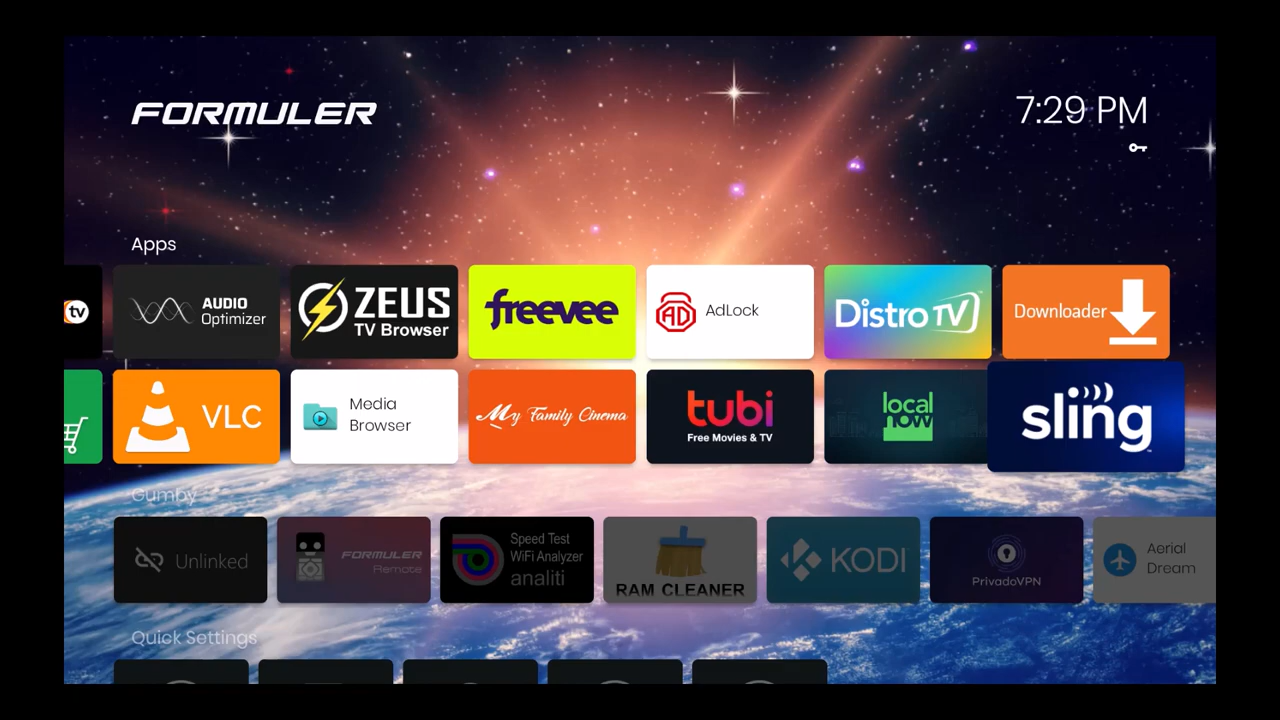 FORMULER
7:29 PM
Apps
tv
AUDIO
Optimizer
ZEUS
TV Browser
freevee
AdLock
Distro TV
Downloader
VLC
Media
Browser
My Family Cinema
tubi
Free Movies & TV
local
now
sling
Gumby
Unlinked
FORMULER
Remote
Speed Test
WiFi Analyzer
analiti
RAM CLEANER
KODI
PrivadoVPN
Aerial
Dream
Quick Settings